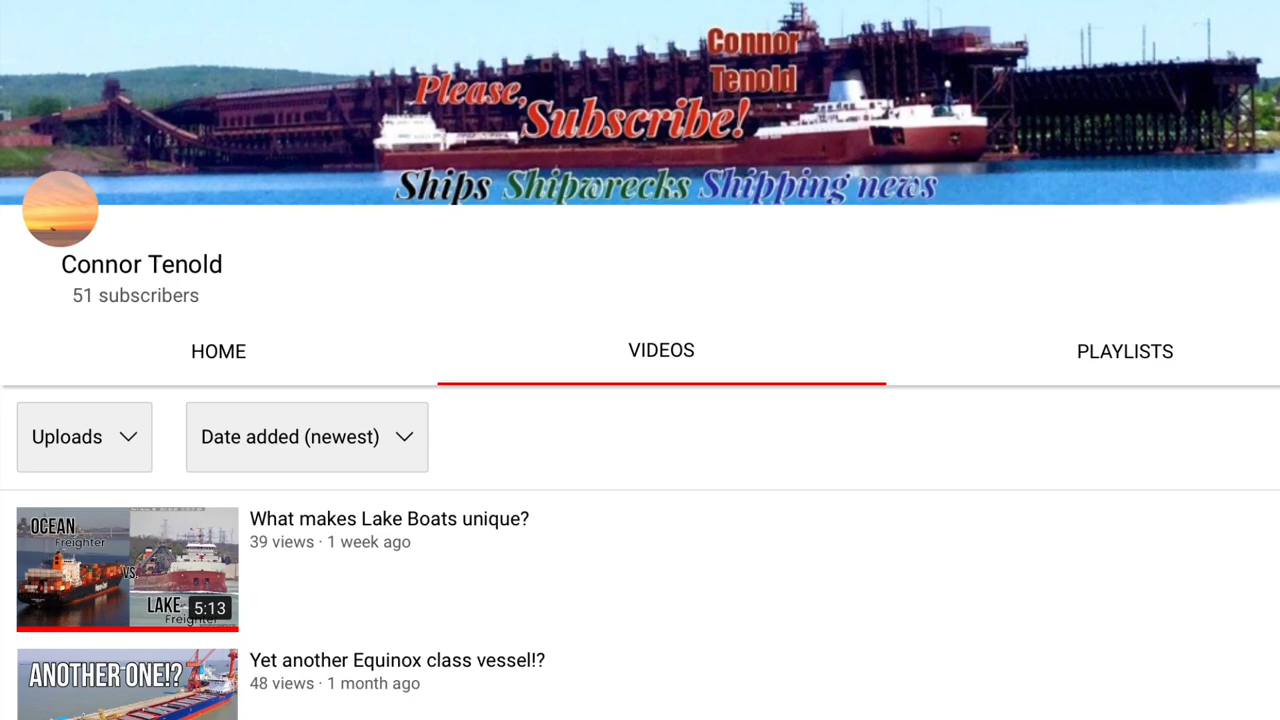 Connor
Tenold
Please,
Subscribe!
Ships Shipwrecks Shipping news
Connor Tenold
51 subscribers
HOME
VIDEOS
PLAYLISTS
Uploads
Date added (newest)
OCEAN
Freighter
VS.
LAKE
Freighter
5:13
What makes Lake Boats unique?
39 views · 1 week ago
ANOTHER ONE!?
Yet another Equinox class vessel!?
48 views · 1 month ago